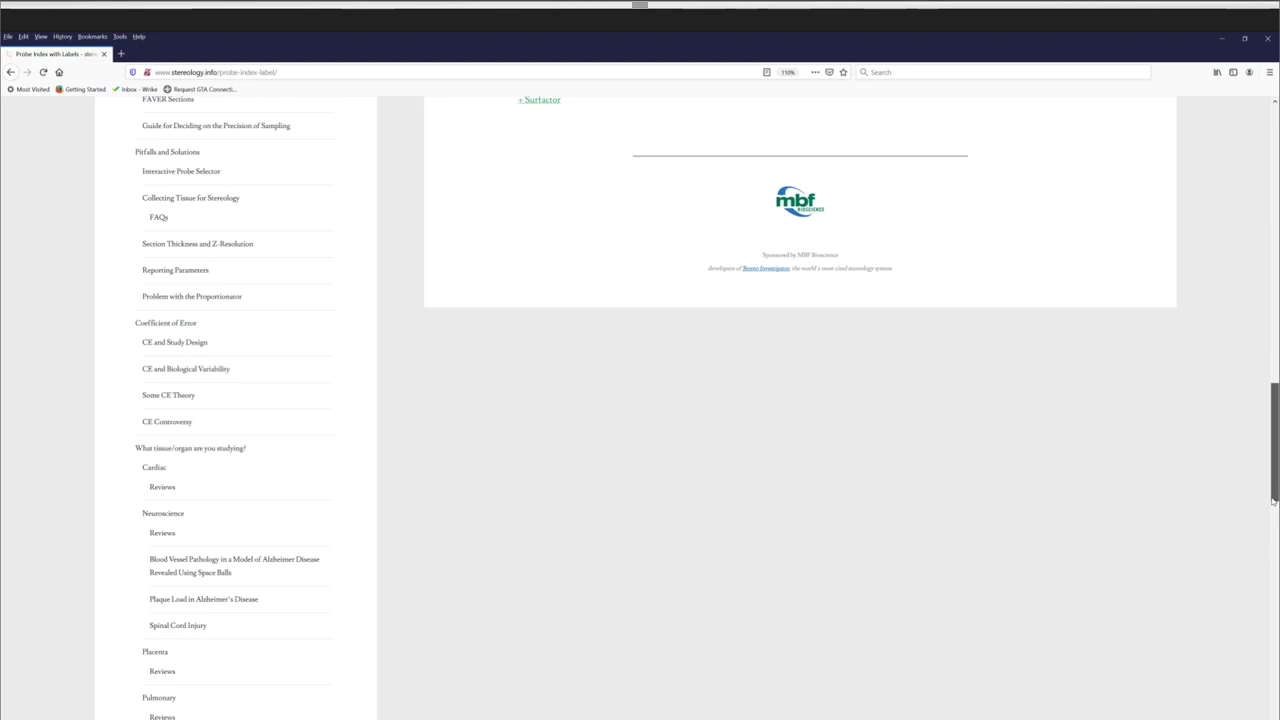 File Edit View History Bookmarks Tools Help
Probe Index with Labels - stere
www.stereology.info/probe-index-label/
110%
Search
Most Visited Getting Started Inbox - Wrike Request GTA Connecti...
FAVER Sections
Guide for Deciding on the Precision of Sampling
Pitfalls and Solutions
Interactive Probe Selector
Collecting Tissue for Stereology
FAQs
Section Thickness and Z-Resolution
Reporting Parameters
Problem with the Proportionator
Coefficient of Error
CE and Study Design
CE and Biological Variability
Some CE Theory
CE Controversy
What tissue/organ are you studying?
Cardiac
Reviews
Neuroscience
Reviews
Blood Vessel Pathology in a Model of Alzheimer Disease
Revealed Using Space Balls
Plaque Load in Alzheimer's Disease
Spinal Cord Injury
Placenta
Reviews
Pulmonary
Reviews
+ Surfactor
mbf
BIOSCIENCE
Sponsored by MBF Bioscience
developers of Stereo Investigator, the world's most cited stereology system